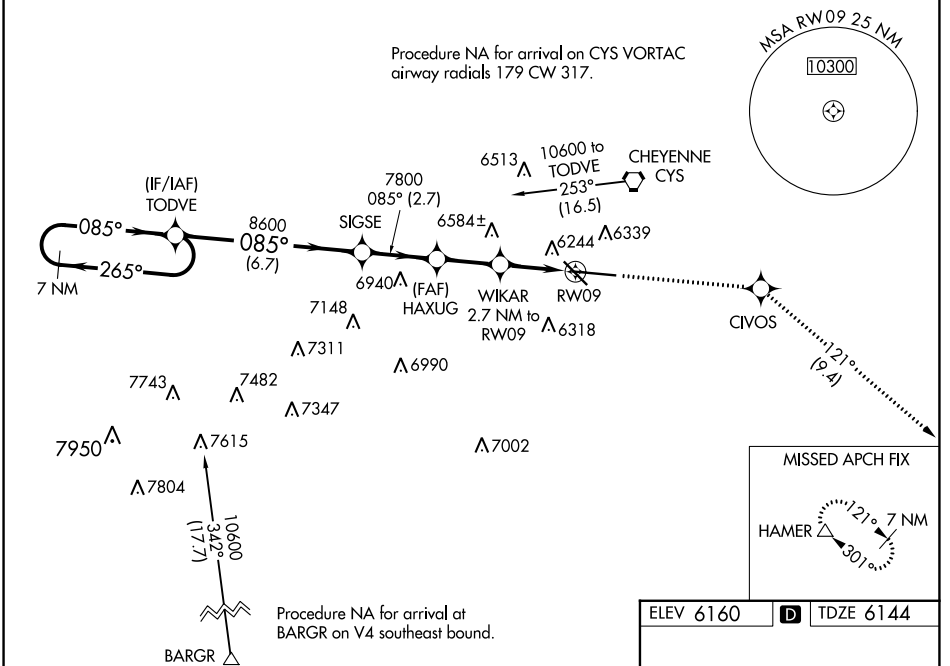 Procedure NA for arrival on CYS VORTAC
airway radials 179 CW 317.
MSA RW09 25 NM
10300
6513
10600 to
TODVE
253°
(16.5)
CHEYENNE
CYS
(IF/IAF)
TODVE
085°
265°
7 NM
8600
085°
(6.7)
SIGSE
7800
085° (2.7)
6584±
6244
6339
6940
(FAF)
HAXUG
WIKAR
2.7 NM to
RW09
RW09
6318
CIVOS
121°
(9.4)
7148
7311
6990
7743
7482
7347
7950
7615
7002
7804
10600
342°
(17.7)
BARGR
Procedure NA for arrival at
BARGR on V4 southeast bound.
MISSED APCH FIX
HAMER
121°
7 NM
301°
ELEV 6160
D
TDZE 6144